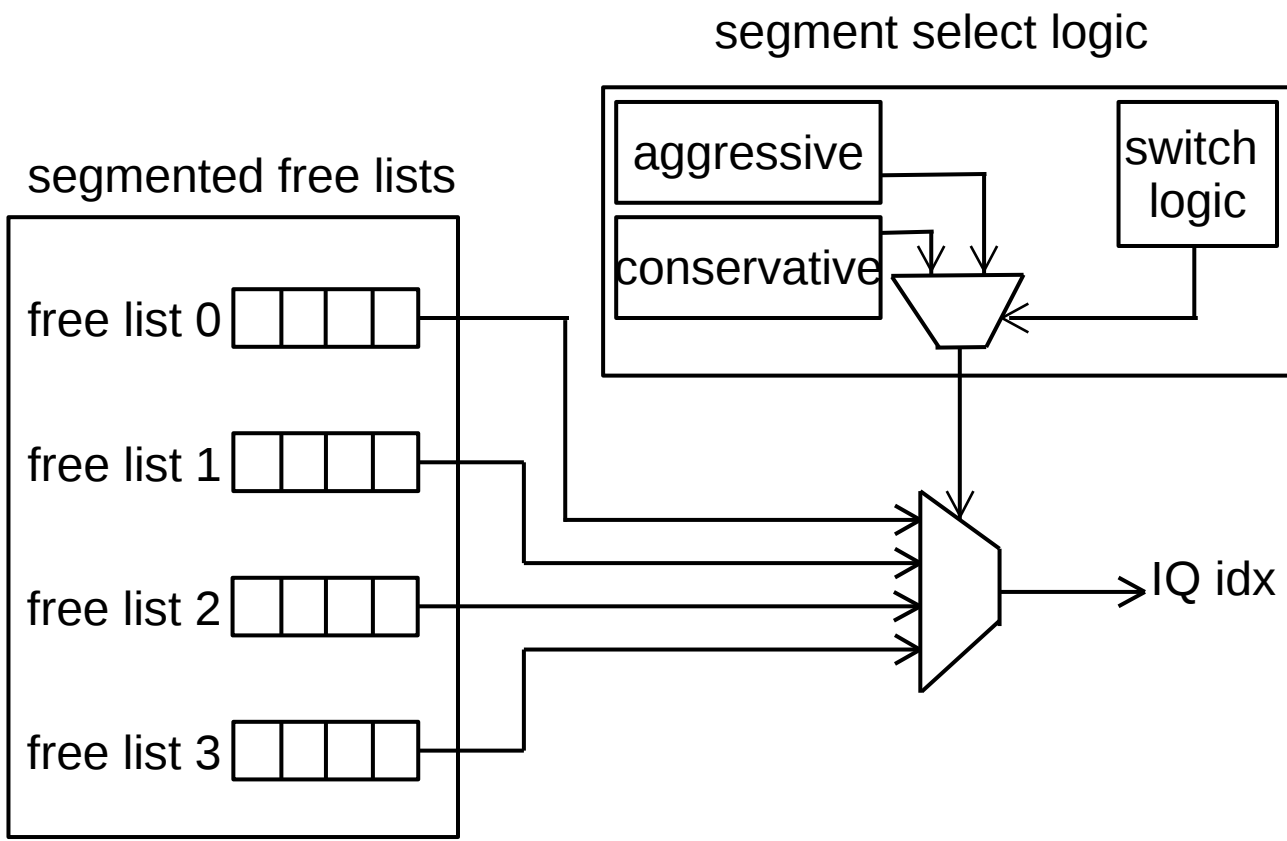 segment select logic
aggressive
switch
logic
conservative
segmented free lists
free list 0
free list 1
free list 2
free list 3
IQ idx